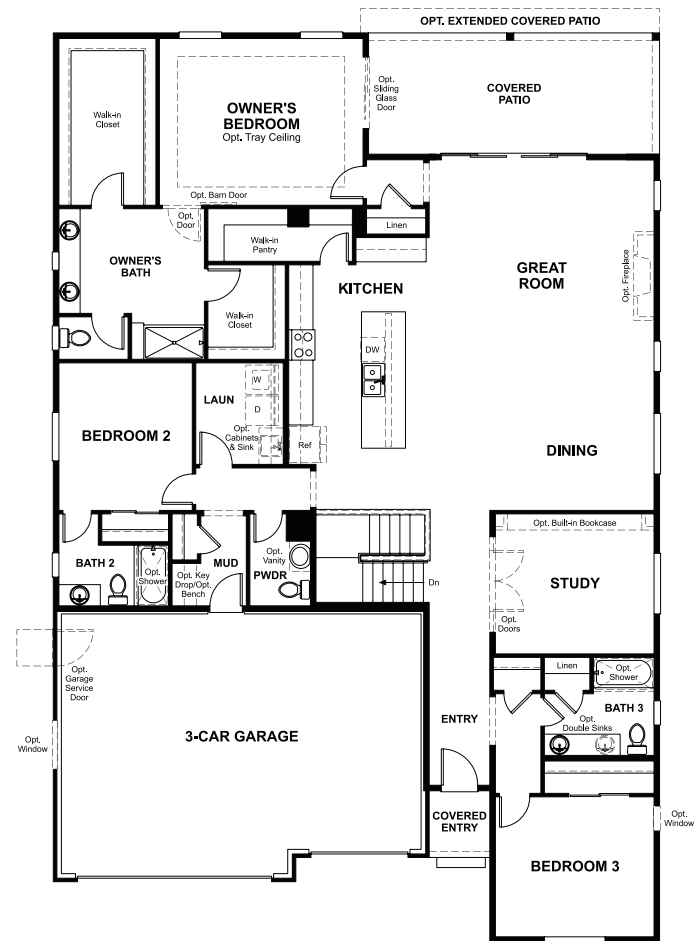 OPT. EXTENDED COVERED PATIO
Walk-in
Closet
OWNER'S
BEDROOM
Opt. Tray Ceiling
Opt.
Sliding
Glass
Door
COVERED
PATIO
Opt. Barn Door
Opt.
Door
Linen
Walk-in
Pantry
OWNER'S
BATH
KITCHEN
GREAT
ROOM
Opt. Fireplace
Walk-in
Closet
DW
W
D
LAUN
Opt.
Cabinets
& Sink
Ref
BEDROOM 2
DINING
Opt. Built-in Bookcase
BATH 2
Opt.
Shower
MUD
Opt. Key
Drop/Opt.
Bench
Opt.
Vanity
PWDR
Dn
STUDY
Opt.
Doors
Opt.
Garage
Service
Door
Linen
Opt.
Shower
BATH 3
Opt.
Double Sinks
ENTRY
3-CAR GARAGE
Opt.
Window
COVERED
ENTRY
Opt.
Window
BEDROOM 3